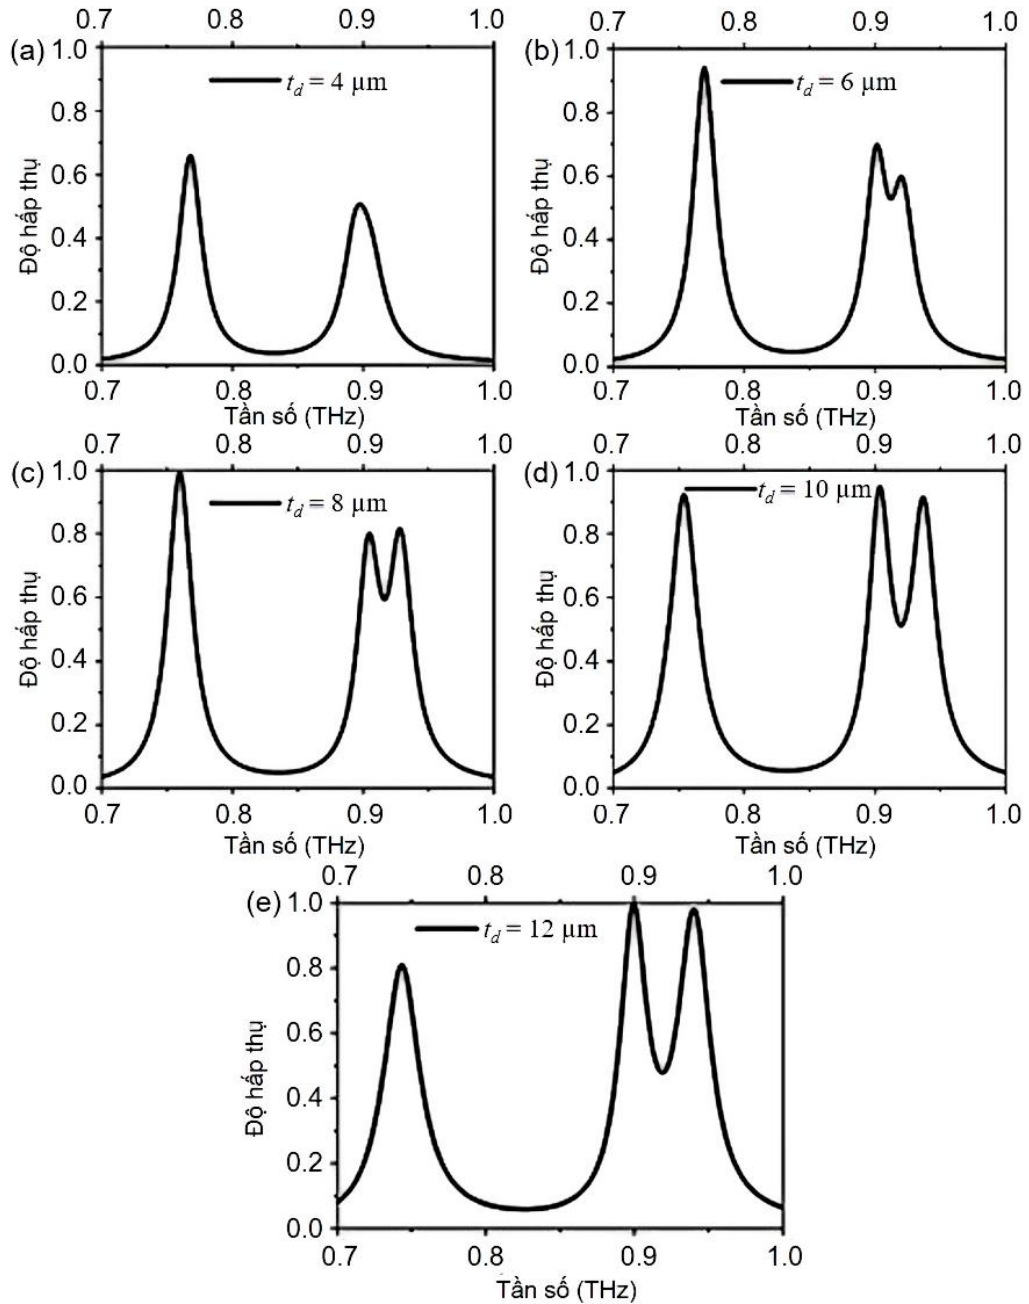 0.7 0.8 0.9 1.0
(a) 1.0
t_d = 4 µm
0.8
0.6
0.4
0.2
0.0
Độ hấp thụ
0.7 0.8 0.9 1.0
Tần số (THz)
0.7 0.8 0.9 1.0
(b) 1.0
t_d = 6 µm
0.8
0.6
0.4
0.2
0.0
Độ hấp thụ
0.7 0.8 0.9 1.0
Tần số (THz)
0.7 0.8 0.9 1.0
(c) 1.0
t_d = 8 µm
0.8
0.6
0.4
0.2
0.0
Độ hấp thụ
0.7 0.8 0.9 1.0
Tần số (THz)
0.7 0.8 0.9 1.0
(d) 1.0
t_d = 10 µm
0.8
0.6
0.4
0.2
0.0
Độ hấp thụ
0.7 0.8 0.9 1.0
Tần số (THz)
0.7 0.8 0.9 1.0
(e) 1.0
t_d = 12 µm
0.8
0.6
0.4
0.2
0.0
Độ hấp thụ
0.7 0.8 0.9 1.0
Tần số (THz)